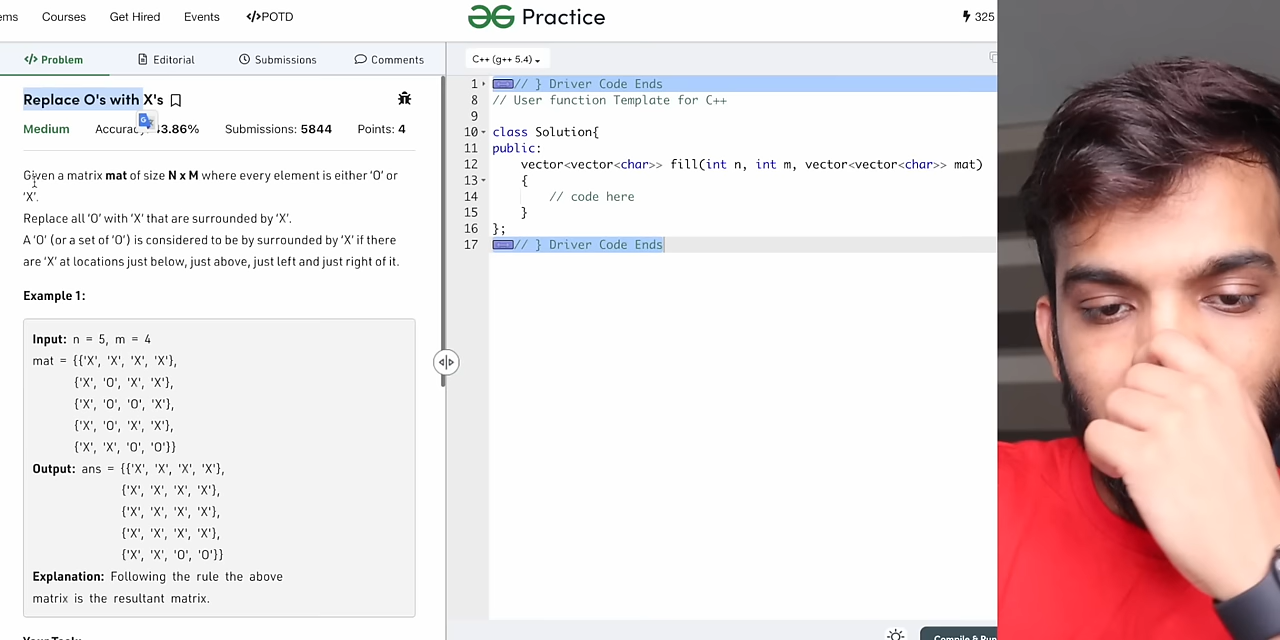 Courses Get Hired Events </>POTD
Practice
325
</> Problem Editorial Submissions Comments
C++ (g++ 5.4)
Replace O's with X's
Medium 3.86% Submissions: 5844 Points: 4
Given a matrix mat of size N x M where every element is either 'O' or
'X'.
Replace all 'O' with 'X' that are surrounded by 'X'.
A 'O' (or a set of 'O') is considered to be by surrounded by 'X' if there
are 'X' at locations just below, just above, just left and just right of it.
Example 1:
Input: n = 5, m = 4
mat = {{'X', 'X', 'X', 'X'},
{'X', 'O', 'X', 'X'},
{'X', 'O', 'O', 'X'},
{'X', 'O', 'X', 'X'},
{'X', 'X', 'O', 'O'}}
Output: ans = {{'X', 'X', 'X', 'X'},
{'X', 'X', 'X', 'X'},
{'X', 'X', 'X', 'X'},
{'X', 'X', 'X', 'X'},
{'X', 'X', 'O', 'O'}}
Explanation: Following the rule the above
matrix is the resultant matrix.
1 // } Driver Code Ends
8 // User function Template for C++
9
10 class Solution{
11 public:
12 vector<vector<char>> fill(int n, int m, vector<vector<char>> mat)
13 {
14 // code here
15 }
16 };
17 // } Driver Code Ends